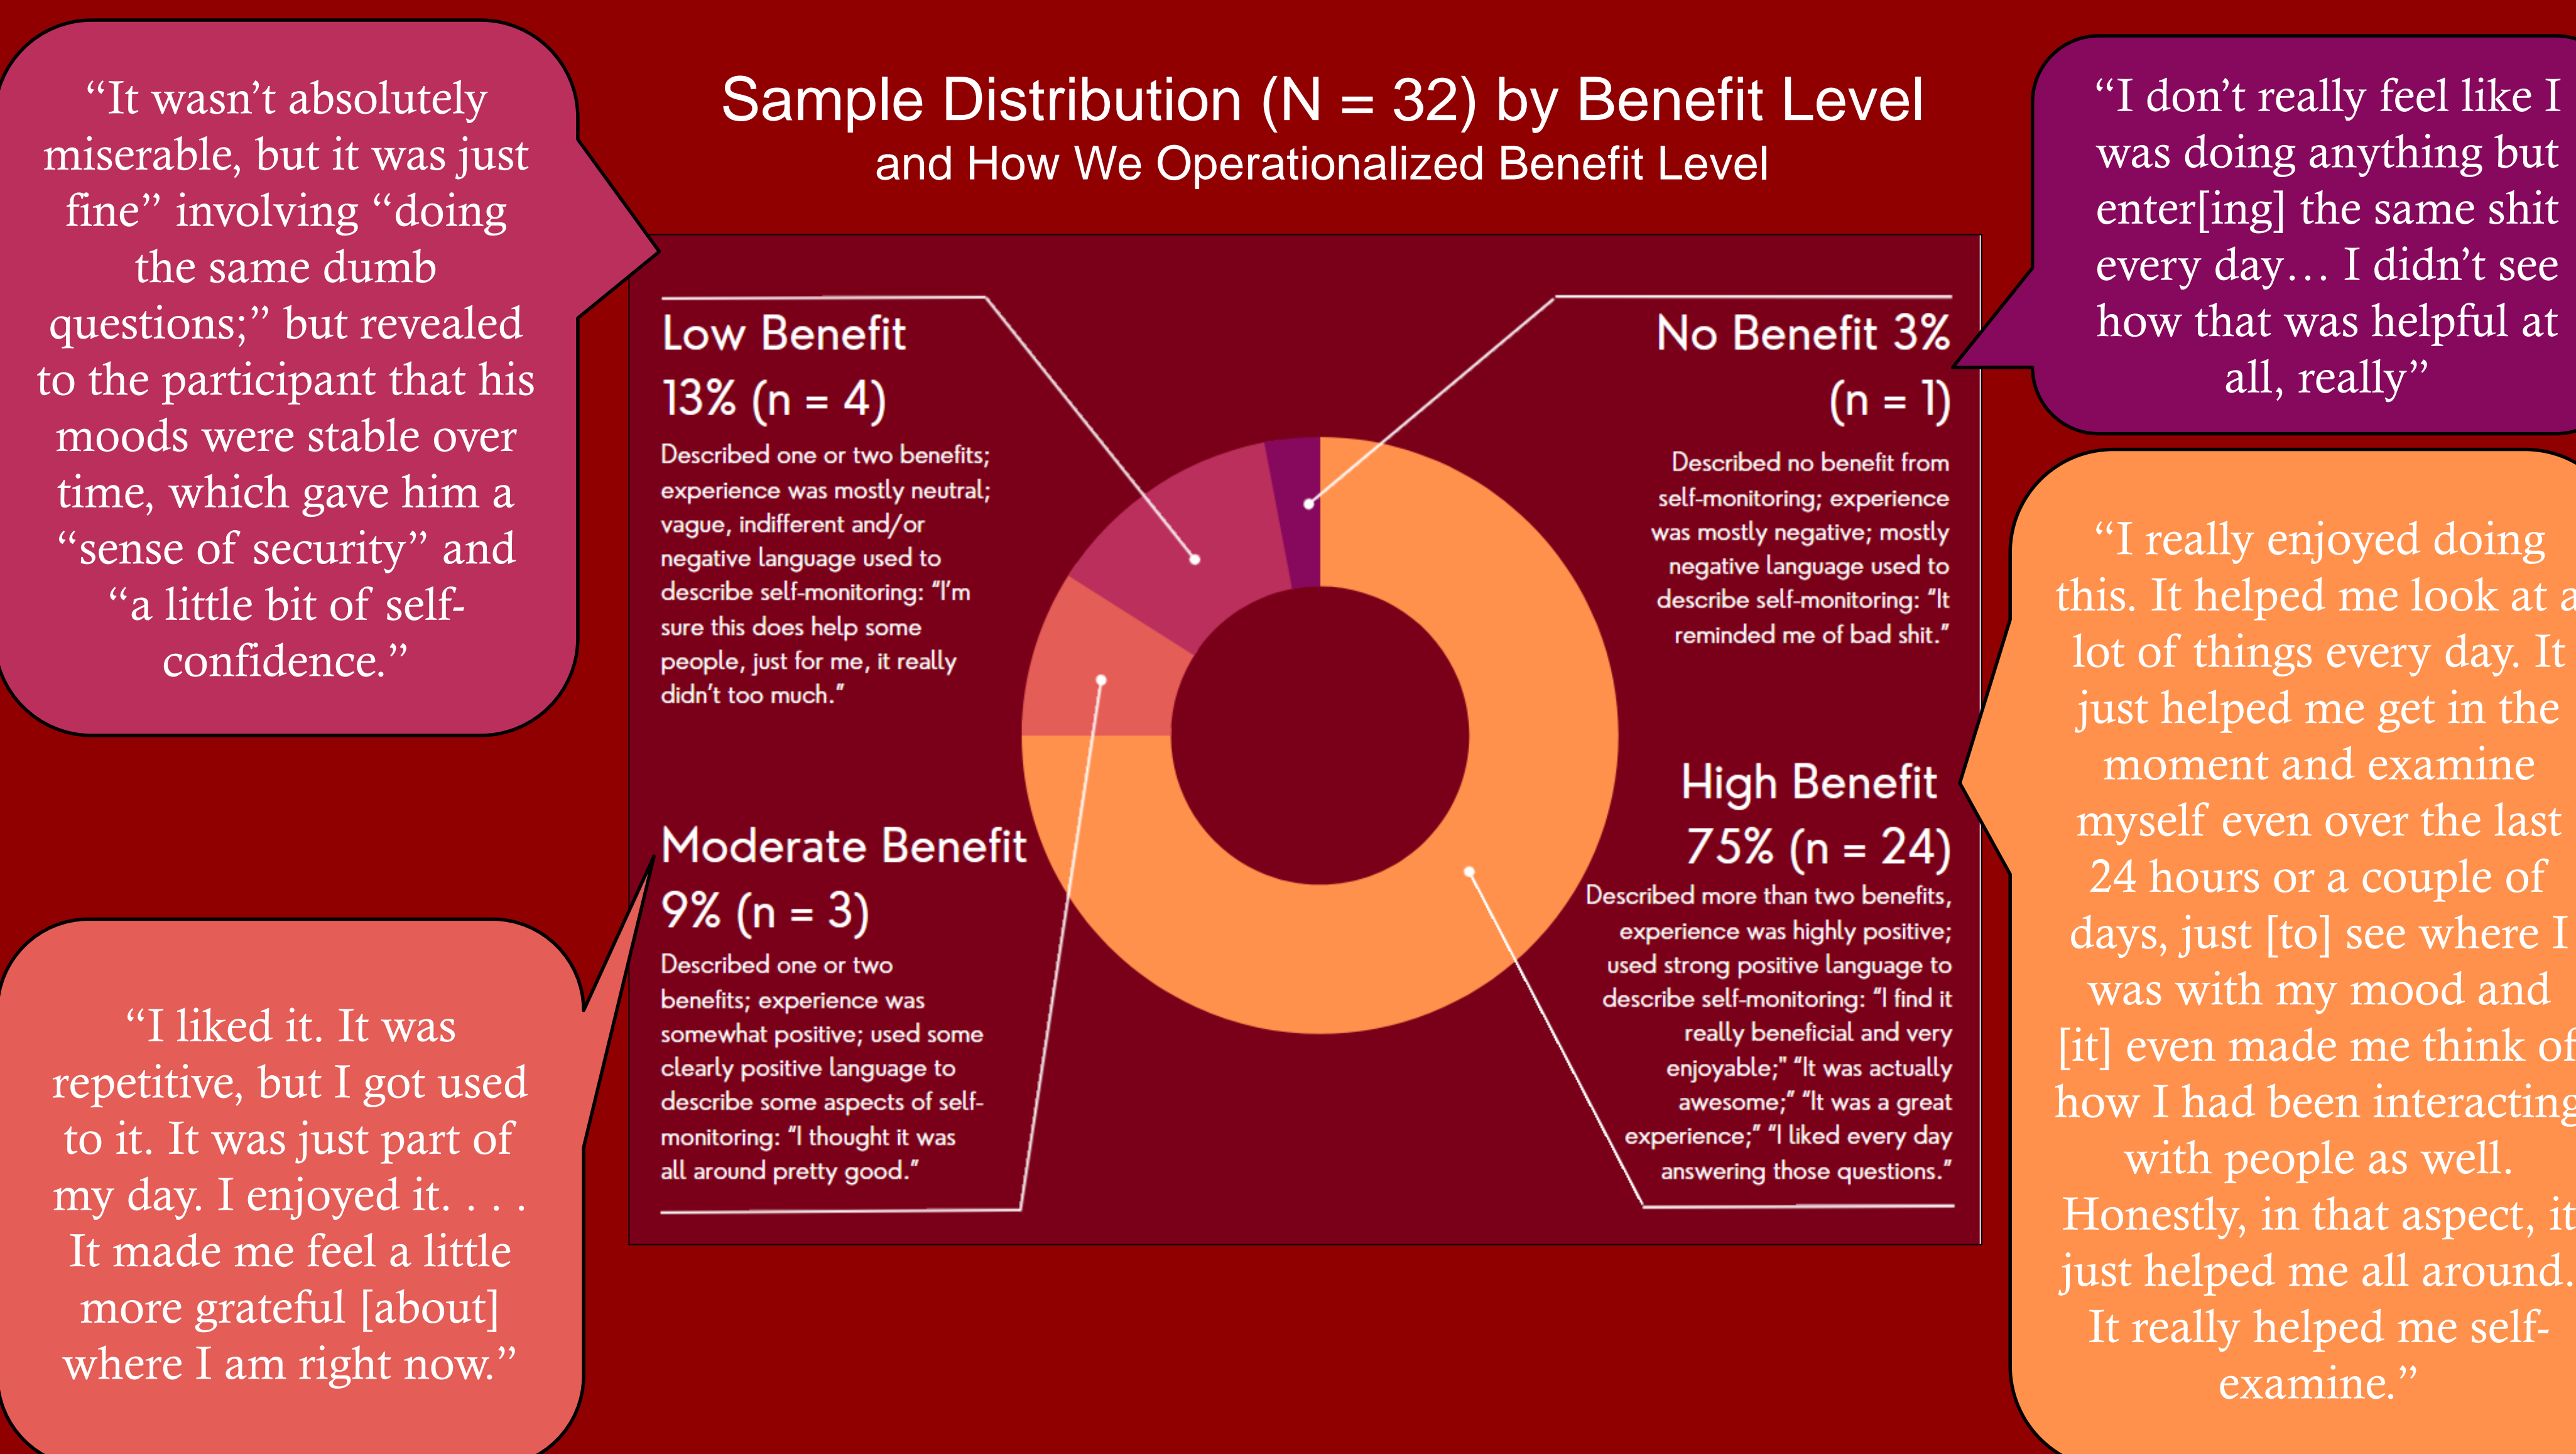 “It wasn’t absolutely
miserable, but it was just
fine” involving “doing
the same dumb
questions;” but revealed
to the participant that his
moods were stable over
time, which gave him a
“sense of security” and
“a little bit of self-
confidence.”
“I liked it. It was
repetitive, but I got used
to it. It was just part of
my day. I enjoyed it. . . .
It made me feel a little
more grateful [about]
where I am right now.”
Sample Distribution (N = 32) by Benefit Level
and How We Operationalized Benefit Level
Low Benefit
13% (n = 4)
Described one or two benefits;
experience was mostly neutral;
vague, indifferent and/or
negative language used to
describe self-monitoring: “I’m
sure this does help some
people, just for me, it really
didn’t too much.”
Moderate Benefit
9% (n = 3)
Described one or two
benefits; experience was
somewhat positive; used some
clearly positive language to
describe some aspects of self-
monitoring: “I thought it was
all around pretty good.”
No Benefit 3%
(n = 1)
Described no benefit from
self-monitoring; experience
was mostly negative; mostly
negative language used to
describe self-monitoring: “It
reminded me of bad shit.”
High Benefit
75% (n = 24)
Described more than two benefits,
experience was highly positive;
used strong positive language to
describe self-monitoring: “I find it
really beneficial and very
enjoyable;" “It was actually
awesome;” “It was a great
experience;” “I liked every day
answering those questions.”
“I don’t really feel like I
was doing anything but
enter[ing] the same shit
every day… I didn’t see
how that was helpful at
all, really”
“I really enjoyed doing
this. It helped me look at a
lot of things every day. It
just helped me get in the
moment and examine
myself even over the last
24 hours or a couple of
days, just [to] see where I
was with my mood and
[it] even made me think of
how I had been interacting
with people as well.
Honestly, in that aspect, it
just helped me all around.
It really helped me self-
examine.”